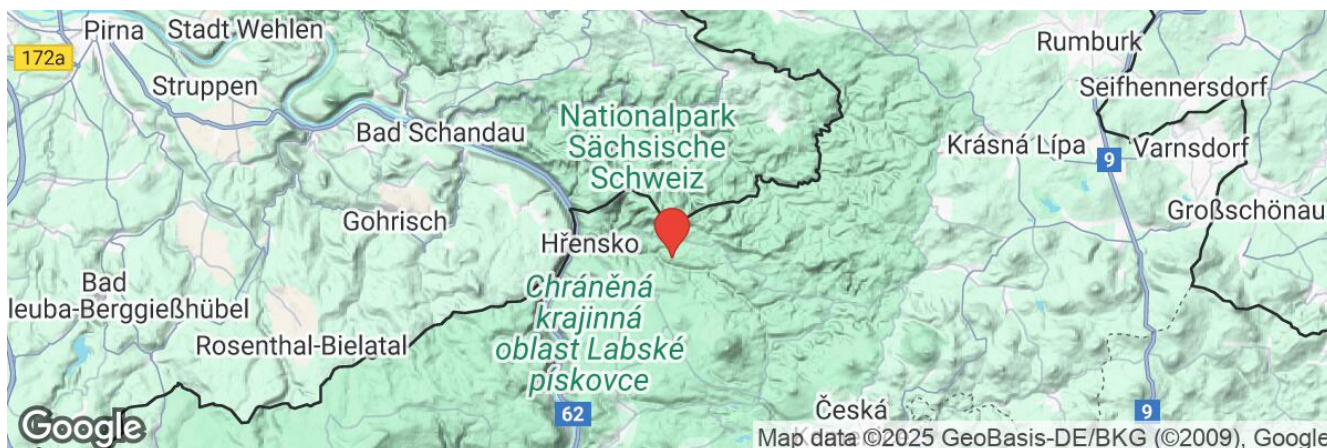 Pirna
Stadt Wehlen
172a
Struppen
Bad Schandau
Nationalpark
Sächsische
Schweiz
Rumburk
Seifhennersdorf
Krásná Lípa
9
Varnsdorf
Großschönau
Gohrisch
Hřensko
Bad
leuba-Berggießhübel
Chráněná
krajinná
oblast Labské
pískovce
Rosenthal-Bielatal
62
Česká
9
Google
Map data ©2025 GeoBasis-DE/BKG (©2009), Google